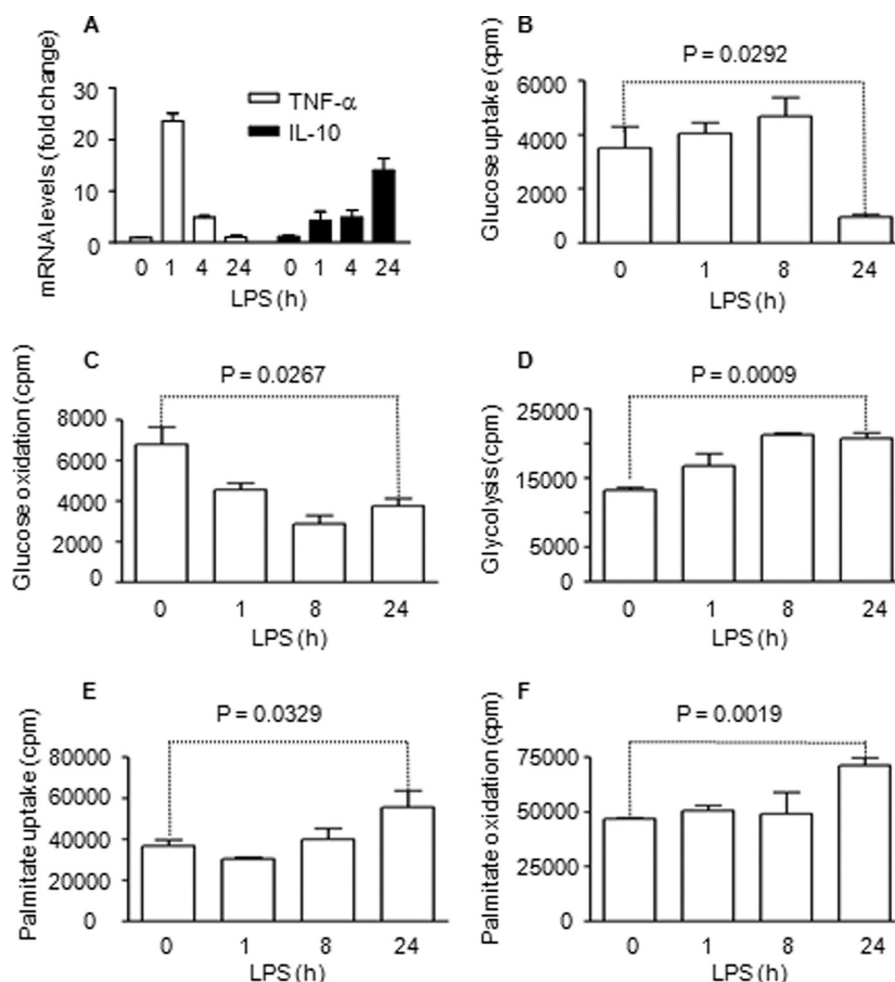 A
mRNA levels (fold change)
30
20
10
0
TNF-α
IL-10
0 1 4 24 0 1 4 24
LPS (h)
B
P = 0.0292
Glucose uptake (cpm)
6000
4000
2000
0
0 1 8 24
LPS (h)
C
P = 0.0267
Glucose oxidation (cpm)
8000
6000
4000
2000
0
0 1 8 24
LPS (h)
D
P = 0.0009
Glycolysis (cpm)
25000
15000
5000
0
0 1 8 24
LPS (h)
E
P = 0.0329
Palmitate uptake (cpm)
80000
60000
40000
20000
0
0 1 8 24
LPS (h)
F
P = 0.0019
Palmitate oxidation (cpm)
75000
50000
25000
0
0 1 8 24
LPS (h)